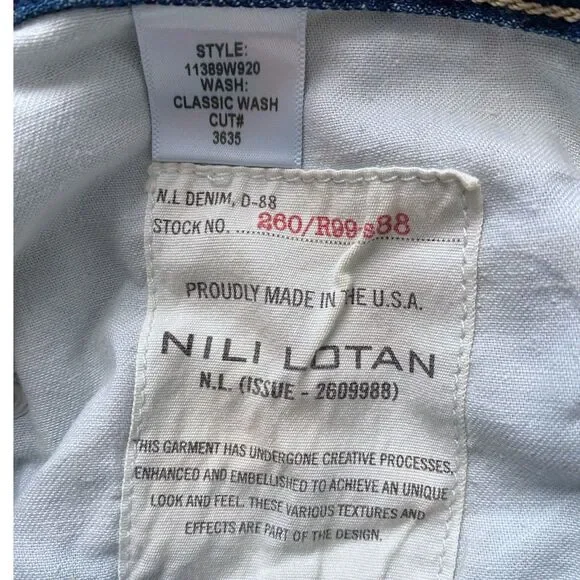 STYLE:
11389W920
WASH:
CLASSIC WASH
CUT#
3635
N.L DENIM, D-88
STOCK NO. 260/R99-s88
PROUDLY MADE IN THE U.S.A.
NILI LOTAN
N.L. (ISSUE - 2609988)
THIS GARMENT HAS UNDERGONE CREATIVE PROCESSES,
ENHANCED AND EMBELLISHED TO ACHIEVE AN UNIQUE
LOOK AND FEEL. THESE VARIOUS TEXTURES AND
EFFECTS ARE PART OF THE DESIGN.